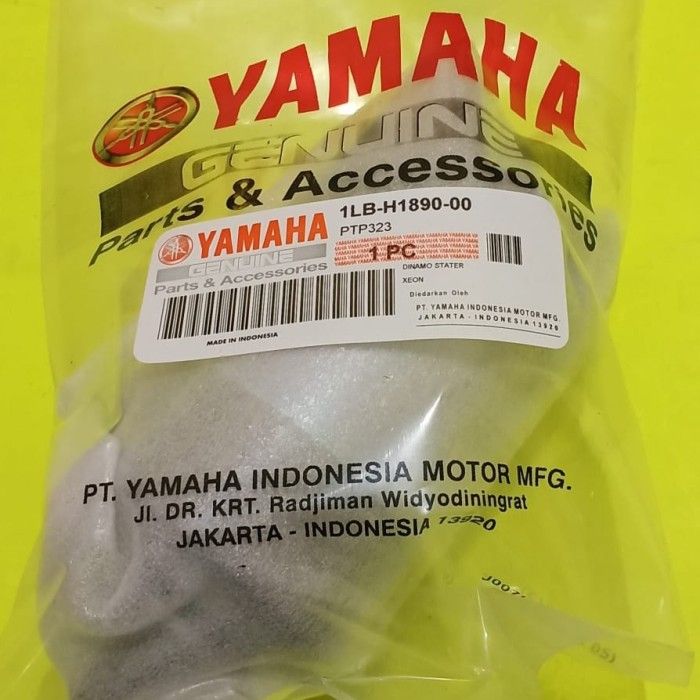 YAMAHA
GENUINE
Parts & Accessories
YAMAHA
GENUINE
Parts & Accessories
MADE IN INDONESIA
1LB-H1890-00
PTP323
1 PC
DINAMO STATER
XEON
Diedarkan Oleh
PT. YAMAHA INDONESIA MOTOR MFG.
JAKARTA - INDONESIA 13920
PT. YAMAHA INDONESIA MOTOR MFG.
Jl. DR. KRT. Radjiman Widyodiningrat
JAKARTA - INDONESIA 13920